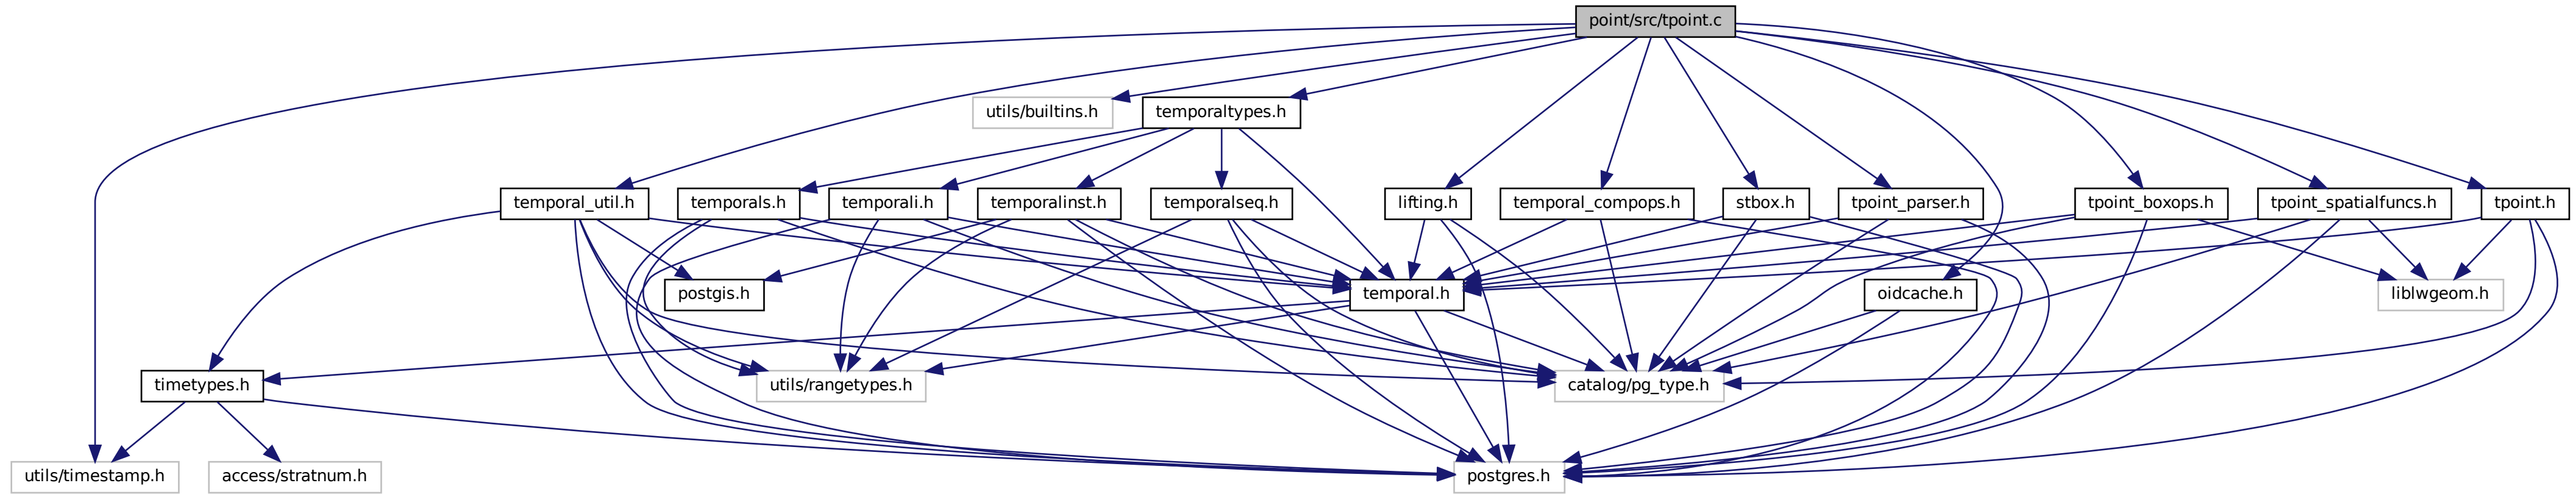 point/src/tpoint.c
utils/builtins.h
temporaltypes.h
temporal_util.h
temporals.h
temporali.h
temporalinst.h
temporalseq.h
lifting.h
temporal_compops.h
stbox.h
tpoint_parser.h
tpoint_boxops.h
tpoint_spatialfuncs.h
tpoint.h
postgis.h
temporal.h
oidcache.h
liblwgeom.h
timetypes.h
utils/rangetypes.h
catalog/pg_type.h
utils/timestamp.h
access/stratnum.h
postgres.h